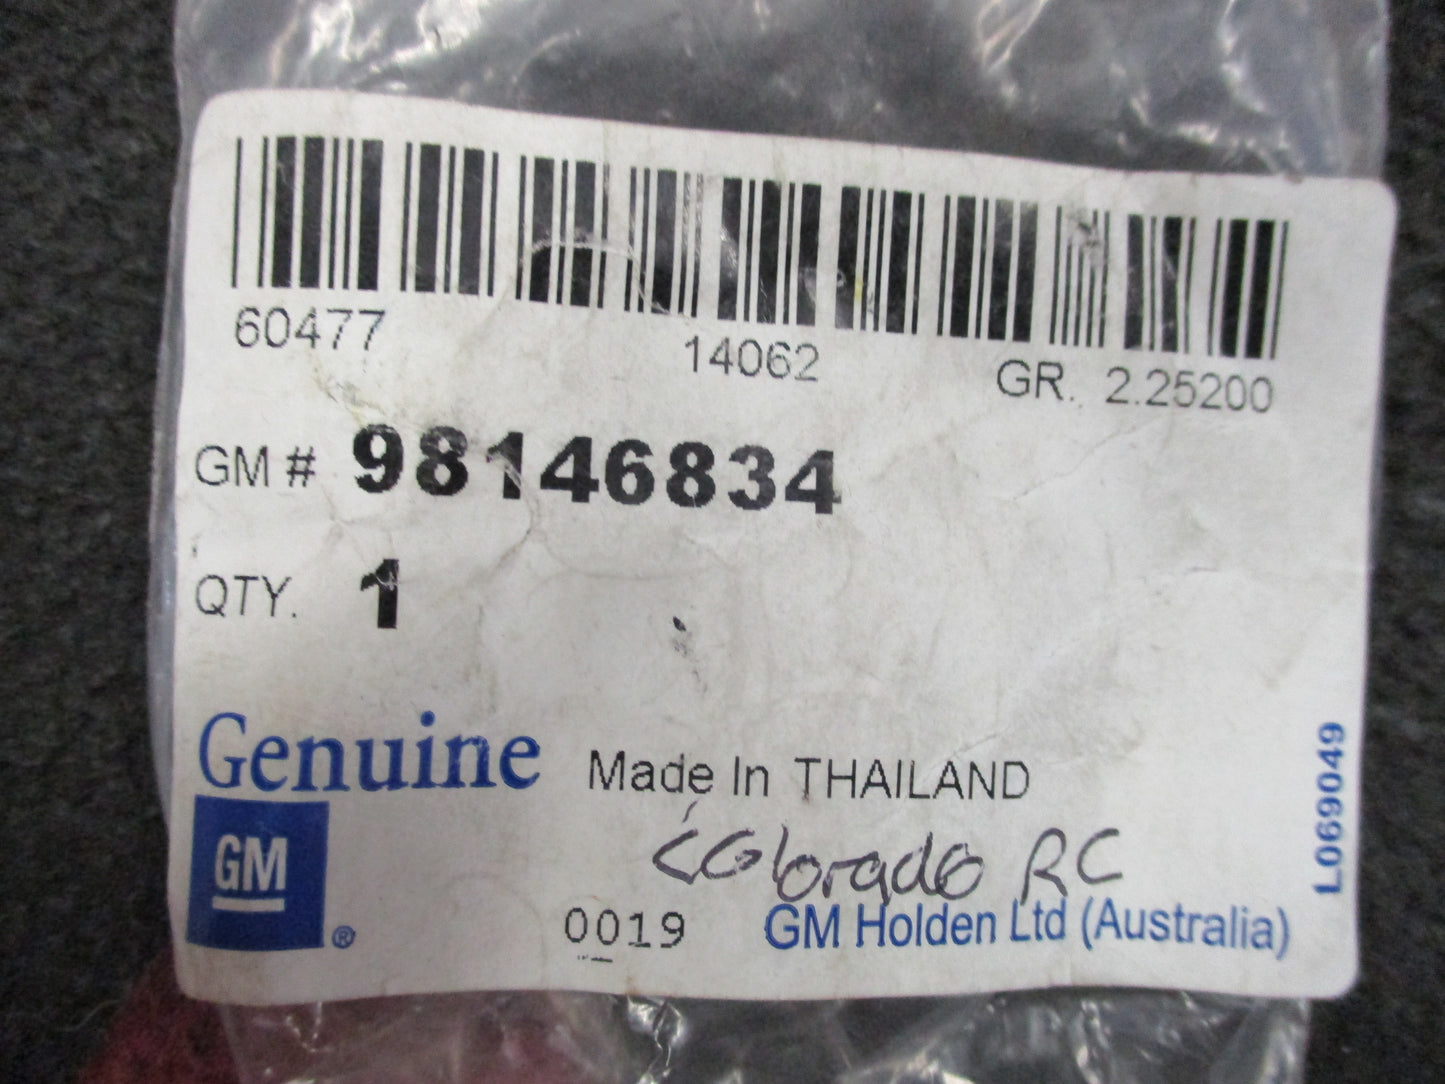 60477 14062 GR. 2.25200
GM # 98146834
QTY. 1
Genuine Made In THAILAND
GM ®
Colorado RC
0019 GM Holden Ltd (Australia)
L069049